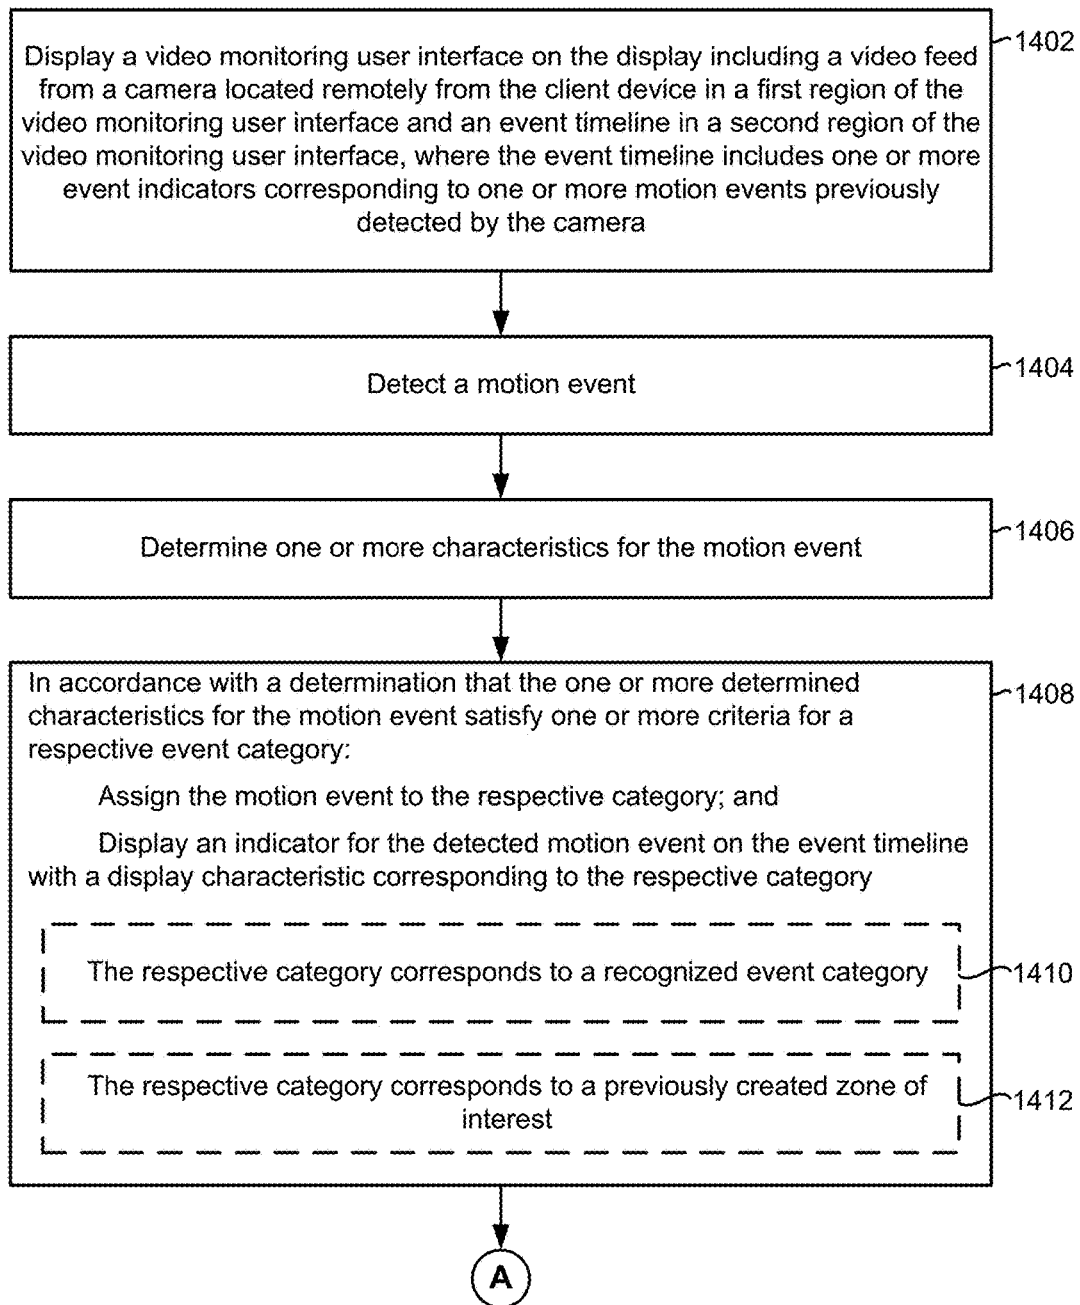 Display a video monitoring user interface on the display including a video feed
from a camera located remotely from the client device in a first region of the
video monitoring user interface and an event timeline in a second region of the
video monitoring user interface, where the event timeline includes one or more
event indicators corresponding to one or more motion events previously
detected by the camera
1402
Detect a motion event
1404
Determine one or more characteristics for the motion event
1406
In accordance with a determination that the one or more determined
characteristics for the motion event satisfy one or more criteria for a
respective event category:
Assign the motion event to the respective category; and
Display an indicator for the detected motion event on the event timeline
with a display characteristic corresponding to the respective category
1408
The respective category corresponds to a recognized event category
1410
The respective category corresponds to a previously created zone of
interest
1412
A